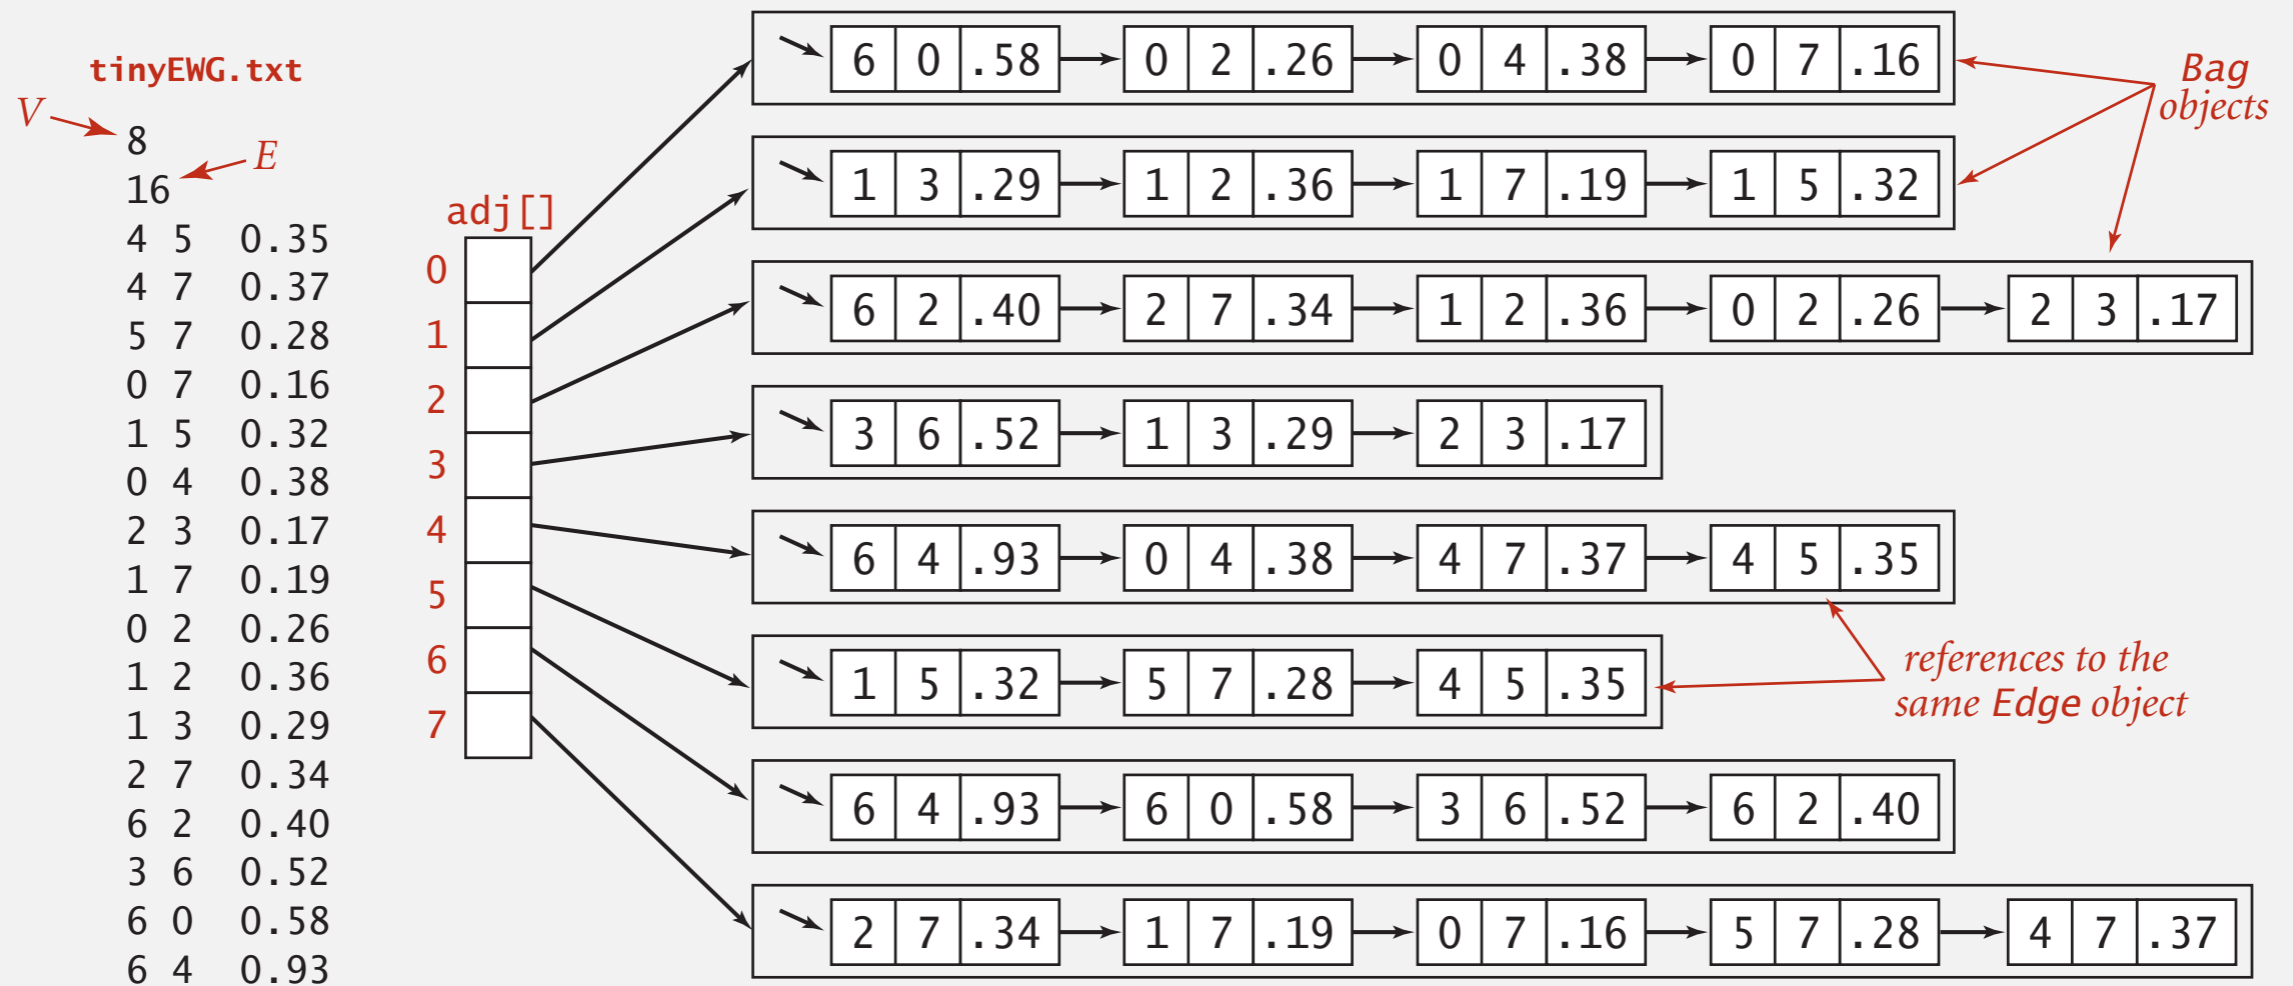 tinyEWG.txt
V
8
E
16
4 5 0.35
4 7 0.37
5 7 0.28
0 7 0.16
1 5 0.32
0 4 0.38
2 3 0.17
1 7 0.19
0 2 0.26
1 2 0.36
1 3 0.29
2 7 0.34
6 2 0.40
3 6 0.52
6 0 0.58
6 4 0.93
adj[]
0
1
2
3
4
5
6
7
6 0 .58 0 2 .26 0 4 .38 0 7 .16
1 3 .29 1 2 .36 1 7 .19 1 5 .32
6 2 .40 2 7 .34 1 2 .36 0 2 .26 2 3 .17
3 6 .52 1 3 .29 2 3 .17
6 4 .93 0 4 .38 4 7 .37 4 5 .35
1 5 .32 5 7 .28 4 5 .35
6 4 .93 6 0 .58 3 6 .52 6 2 .40
2 7 .34 1 7 .19 0 7 .16 5 7 .28 4 7 .37
Bag
objects
references to the
same Edge object